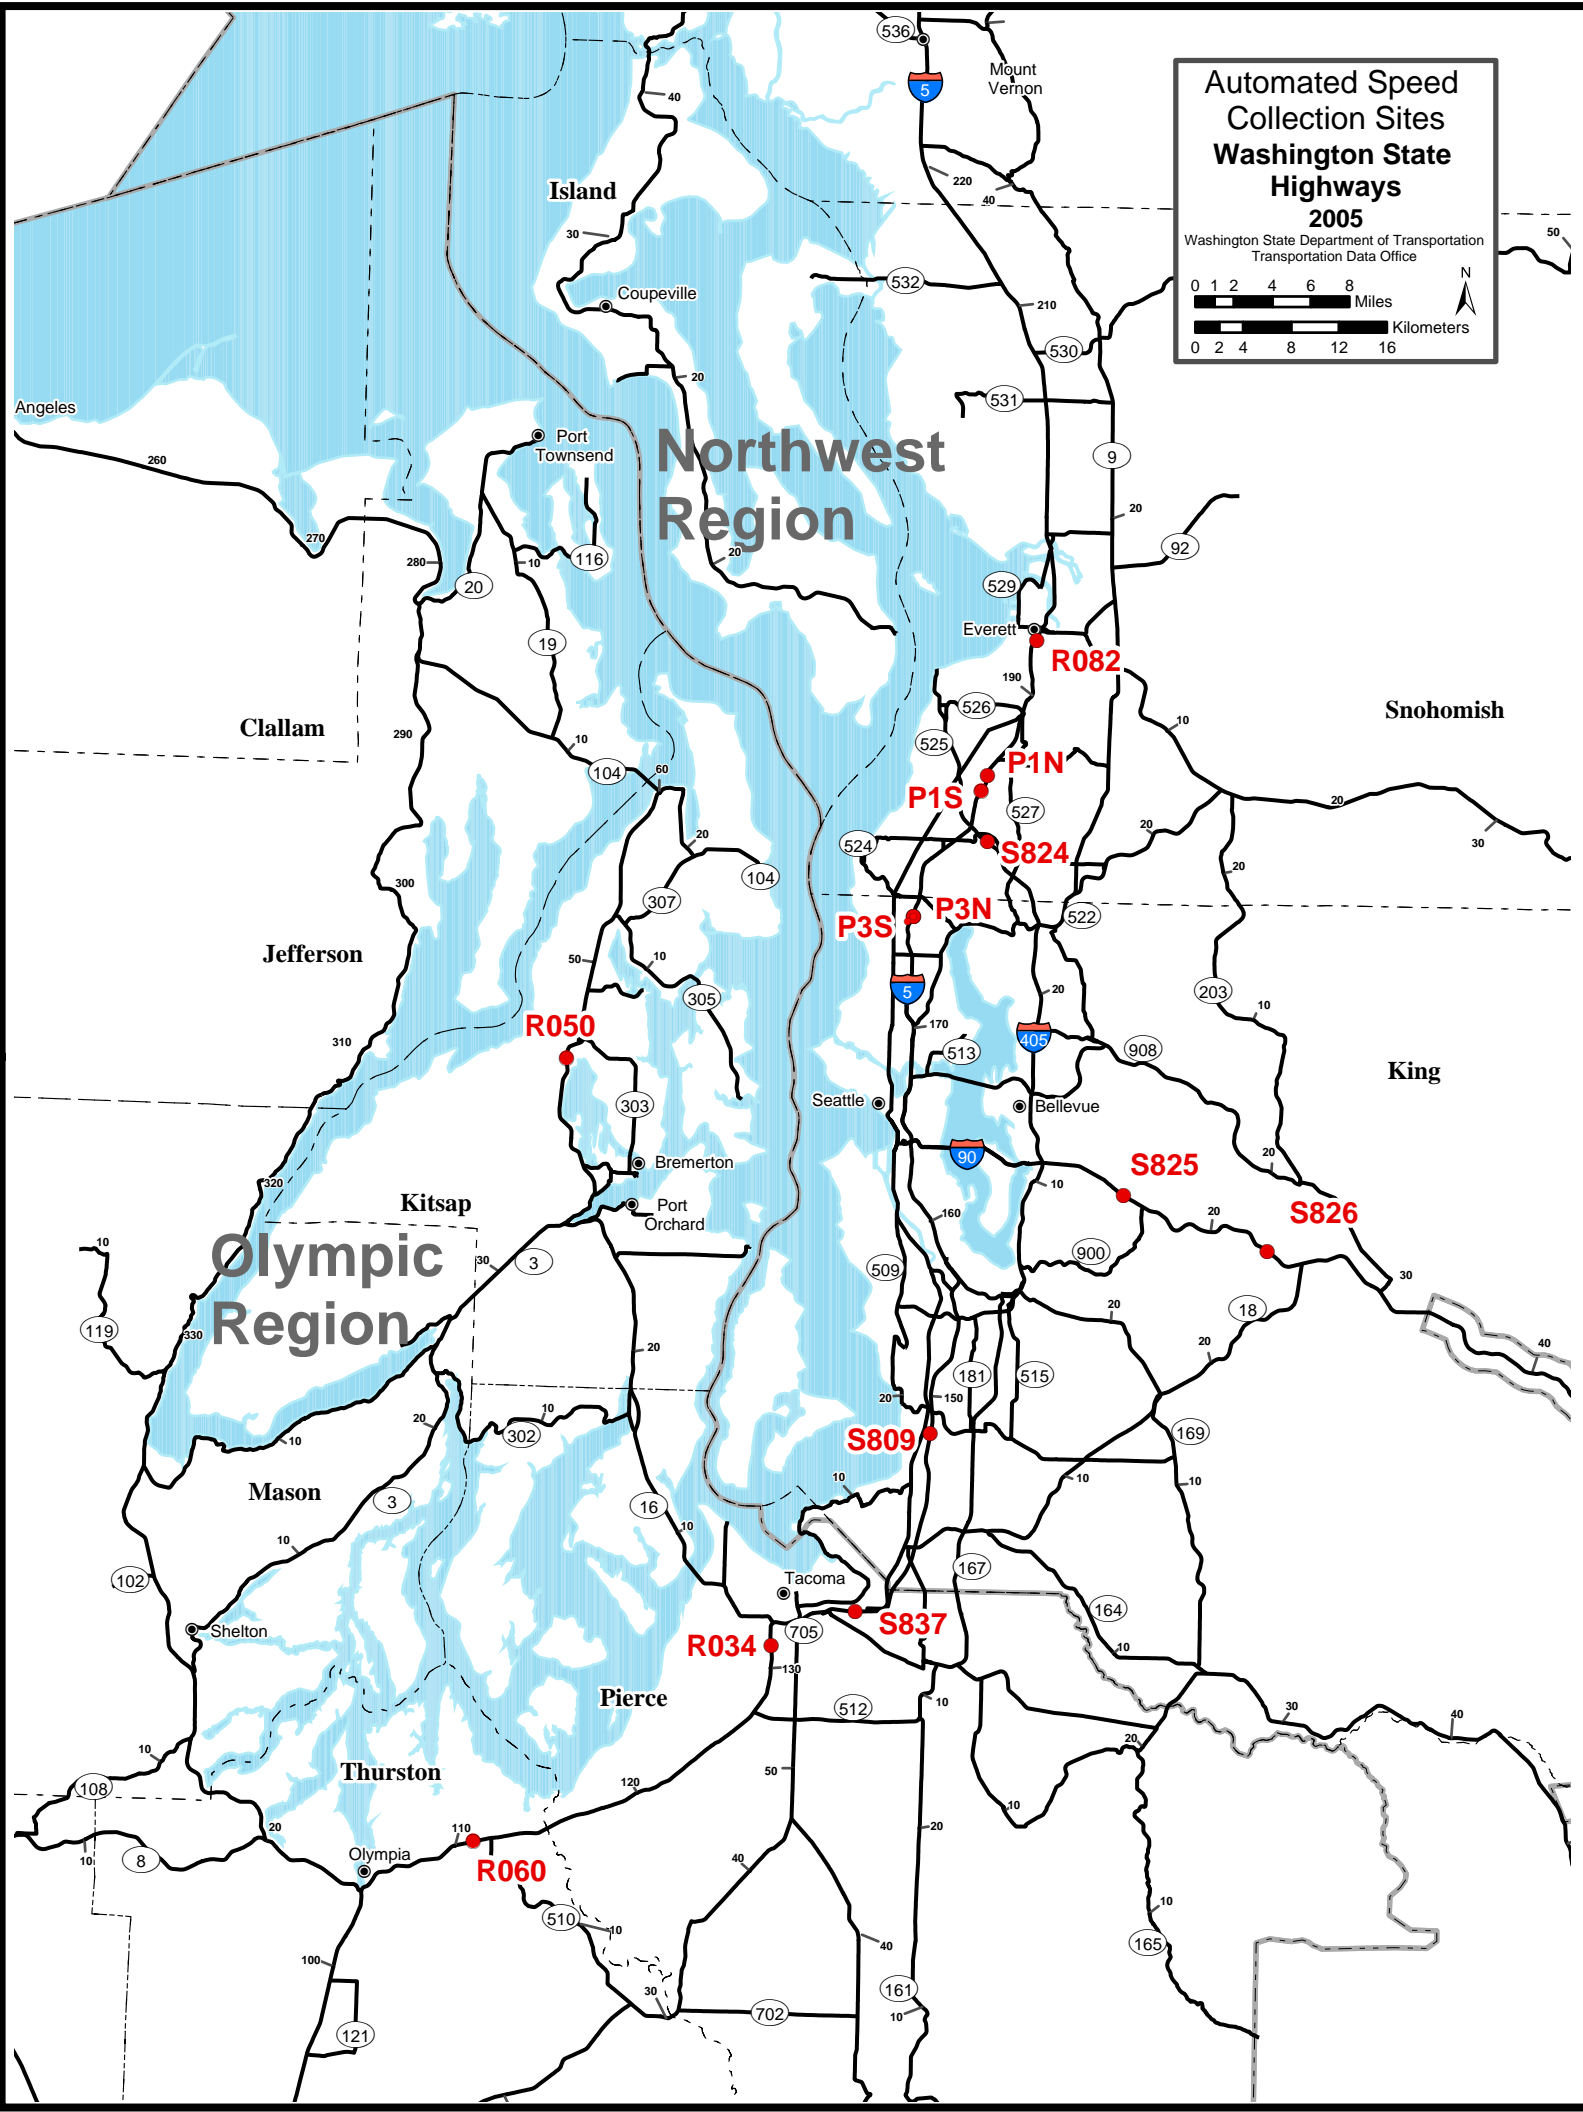 536
5
Mount
Vernon
Automated Speed
Collection Sites
Washington State
Highways
2005
Washington State Department of Transportation
Transportation Data Office
0 1 2 4 6 8
Miles
N
Kilometers
0 2 4 8 12 16
40
Island
30
220
40
50
Coupeville
532
210
530
20
531
Angeles
Port
Townsend
260
Northwest
Region
9
20
270
280
10
116
20
92
20
529
19
Everett
R082
190
Snohomish
526
Clallam
290
10
525
10
104
60
P1N
P1S
527
20
20
524
20
30
S824
104
20
300
307
P3N
P3S
522
Jefferson
50
10
305
5
20
203
10
R050
170
310
513
405
908
King
303
Seattle
Bellevue
90
Bremerton
20
S825
320
10
Kitsap
Port
Orchard
160
20
S826
10
Olympic
Region
30
3
509
900
30
119
330
20
20
18
20
40
181
515
20
150
10
20
302
10
S809
169
10
Mason
10
10
3
16
10
10
102
Tacoma
167
164
Shelton
705
S837
R034
10
130
Pierce
10
512
30
40
10
20
Thurston
120
50
108
10
20
110
20
10
8
Olympia
R060
40
10
510
10
40
165
100
161
30
10
702
121